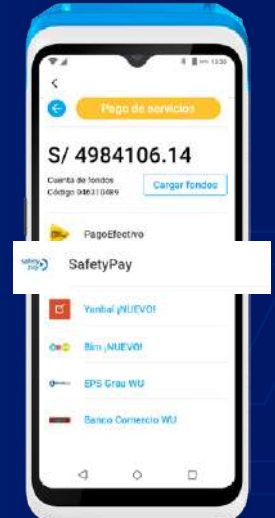 Pago de servicios
S/ 4984106.14
Cuenta de fondos
Código 046310489
Cargar fondos
PagoEfectivo
SafetyPay
Yanbal ¡NUEVO!
Bim ¡NUEVO!
EPS Grau WU
Banco Comercio WU